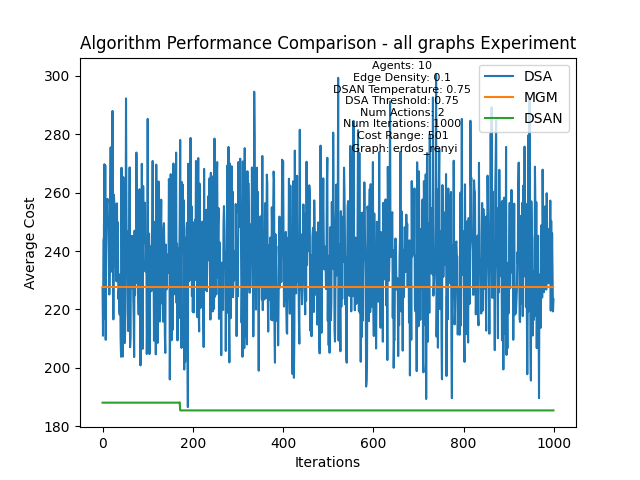 Algorithm Performance Comparison - all graphs Experiment
Agents: 10
Edge Density: 0.1
DSAN Temperature: 0.75
DSA Threshold: 0.75
Num Actions: 2
Num Iterations: 1000
Cost Range: 501
Graph: erdos_renyi
DSA
MGM
DSAN
Average Cost
300
280
260
240
220
200
180
0
200
400
600
800
1000
Iterations